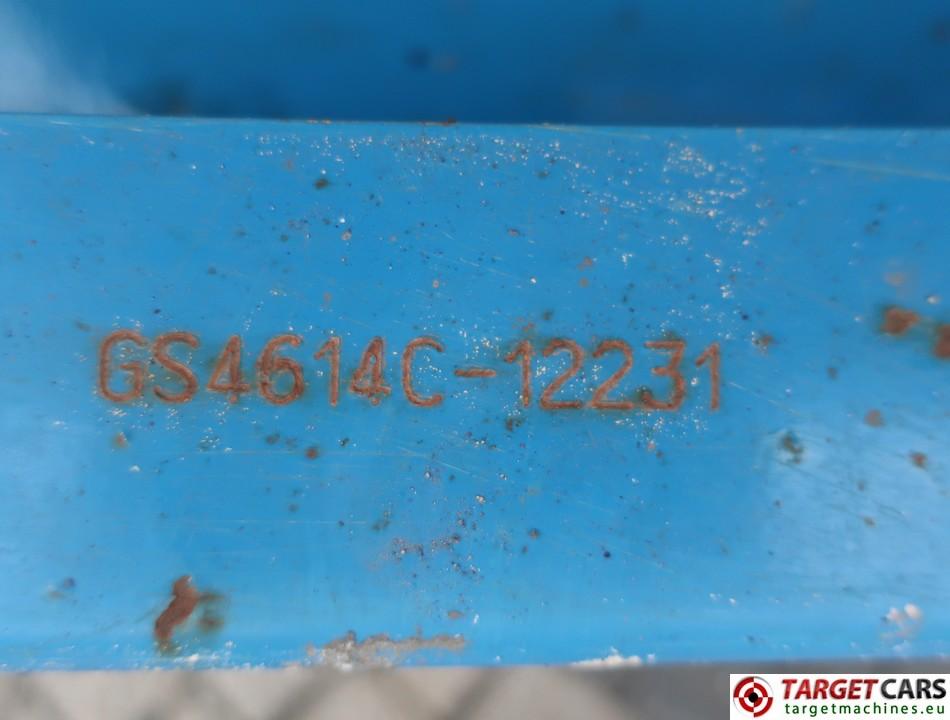 GS4614C-12231
TARGET CARS
targetmachines.eu